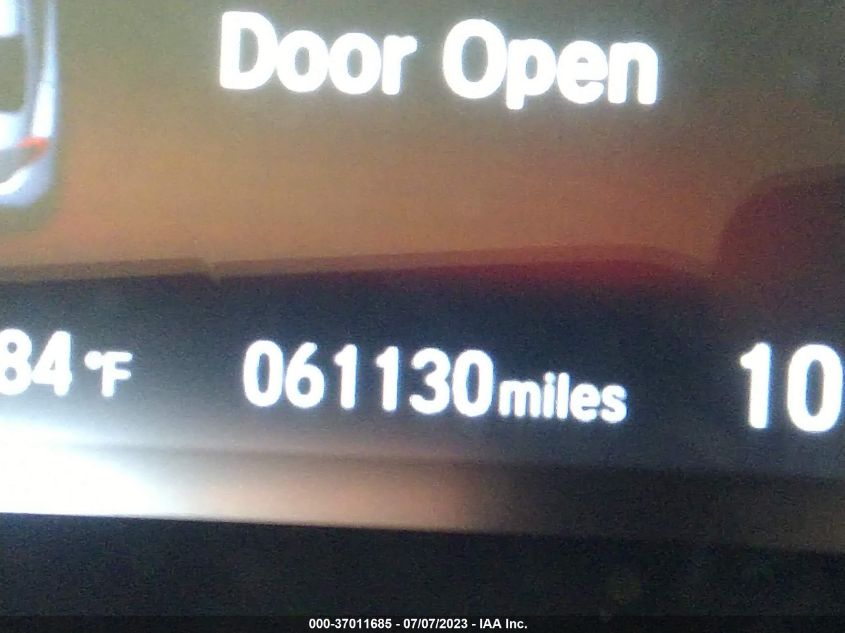 Door Open
84 °F 061130 miles 10
000-37011685 - 07/07/2023 - IAA Inc.